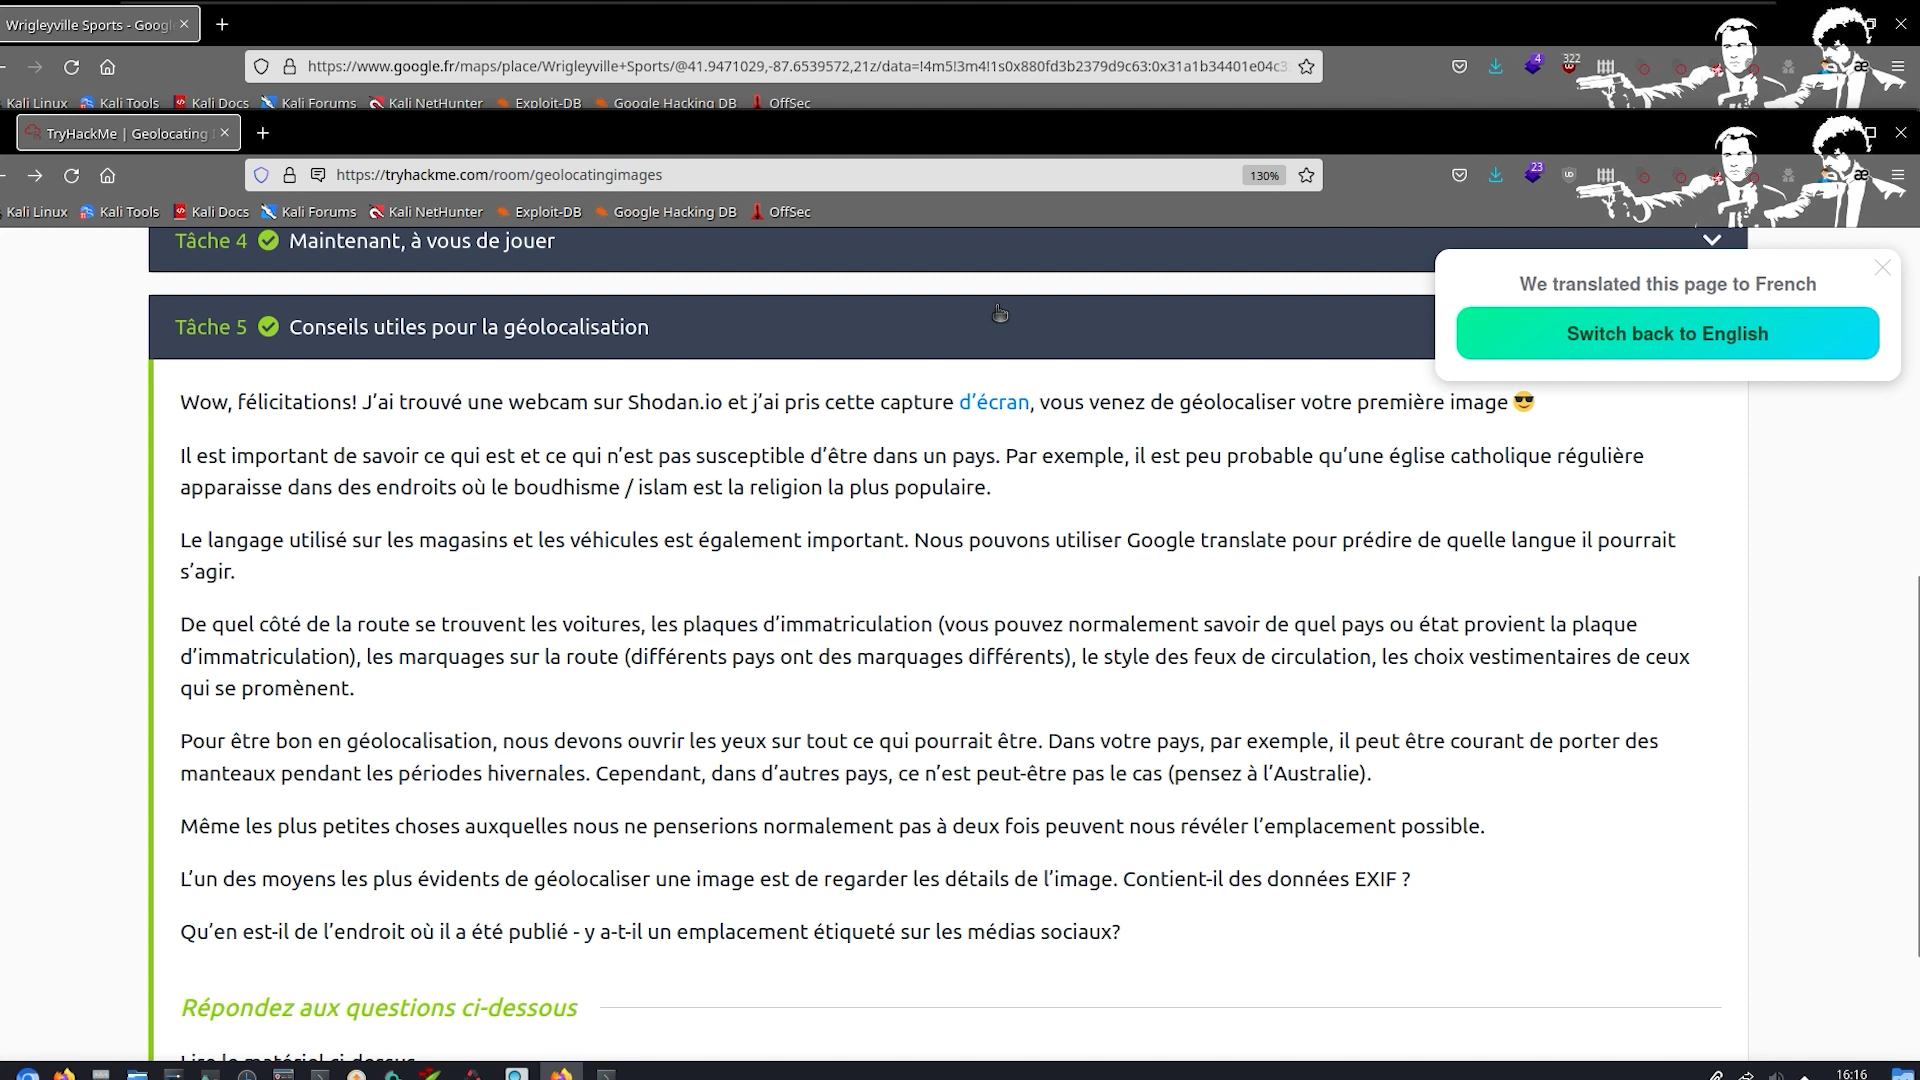 Wrigleyville Sports - Googl
https://www.google.fr/maps/place/Wrigleyville+Sports/@41.9471029,-87.6539572,21z/data=!4m5!3m4!1s0x880fd3b2379d9c63:0x31a1b34401e04c3
4
322
Kali Linux Kali Tools Kali Docs Kali Forums Kali NetHunter Exploit-DB Google Hacking DB OffSec
TryHackMe | Geolocating
https://tryhackme.com/room/geolocatingimages
130%
23
Kali Linux Kali Tools Kali Docs Kali Forums Kali NetHunter Exploit-DB Google Hacking DB OffSec
Tâche 4 Maintenant, à vous de jouer
We translated this page to French
Switch back to English
Tâche 5 Conseils utiles pour la géolocalisation
Wow, félicitations! J’ai trouvé une webcam sur Shodan.io et j’ai pris cette capture d’écran, vous venez de géolocaliser votre première image 😎
Il est important de savoir ce qui est et ce qui n’est pas susceptible d’être dans un pays. Par exemple, il est peu probable qu’une église catholique régulière
apparaisse dans des endroits où le boudhisme / islam est la religion la plus populaire.
Le langage utilisé sur les magasins et les véhicules est également important. Nous pouvons utiliser Google translate pour prédire de quelle langue il pourrait
s’agir.
De quel côté de la route se trouvent les voitures, les plaques d’immatriculation (vous pouvez normalement savoir de quel pays ou état provient la plaque
d’immatriculation), les marquages sur la route (différents pays ont des marquages différents), le style des feux de circulation, les choix vestimentaires de ceux
qui se promènent.
Pour être bon en géolocalisation, nous devons ouvrir les yeux sur tout ce qui pourrait être. Dans votre pays, par exemple, il peut être courant de porter des
manteaux pendant les périodes hivernales. Cependant, dans d’autres pays, ce n’est peut-être pas le cas (pensez à l’Australie).
Même les plus petites choses auxquelles nous ne penserions normalement pas à deux fois peuvent nous révéler l’emplacement possible.
L’un des moyens les plus évidents de géolocaliser une image est de regarder les détails de l’image. Contient-il des données EXIF ?
Qu’en est-il de l’endroit où il a été publié - y a-t-il un emplacement étiqueté sur les médias sociaux?
Répondez aux questions ci-dessous
Lire le matériel ci-dessus
16:16